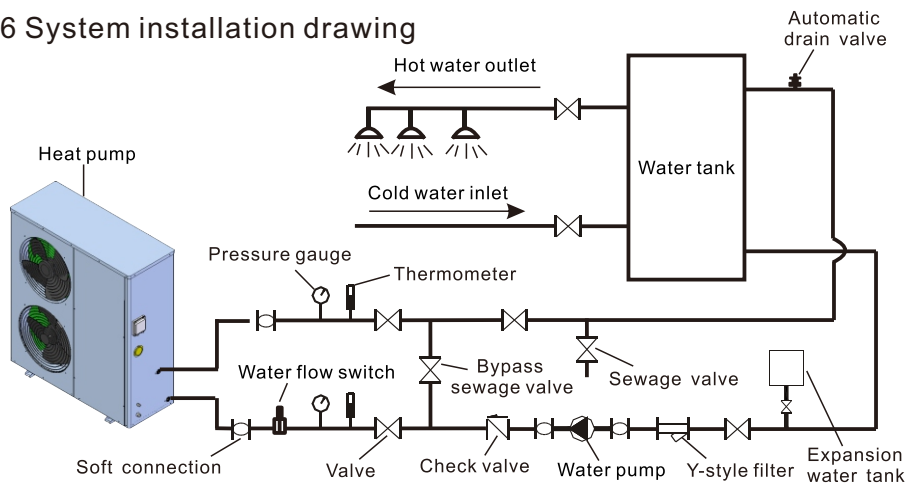 6 System installation drawing
Automatic
drain valve
Hot water outlet
Heat pump
Water tank
Cold water inlet
Pressure gauge
Thermometer
Water flow switch
Bypass
sewage valve
Sewage valve
Soft connection
Valve
Check valve
Water pump
Y-style filter
Expansion
water tank